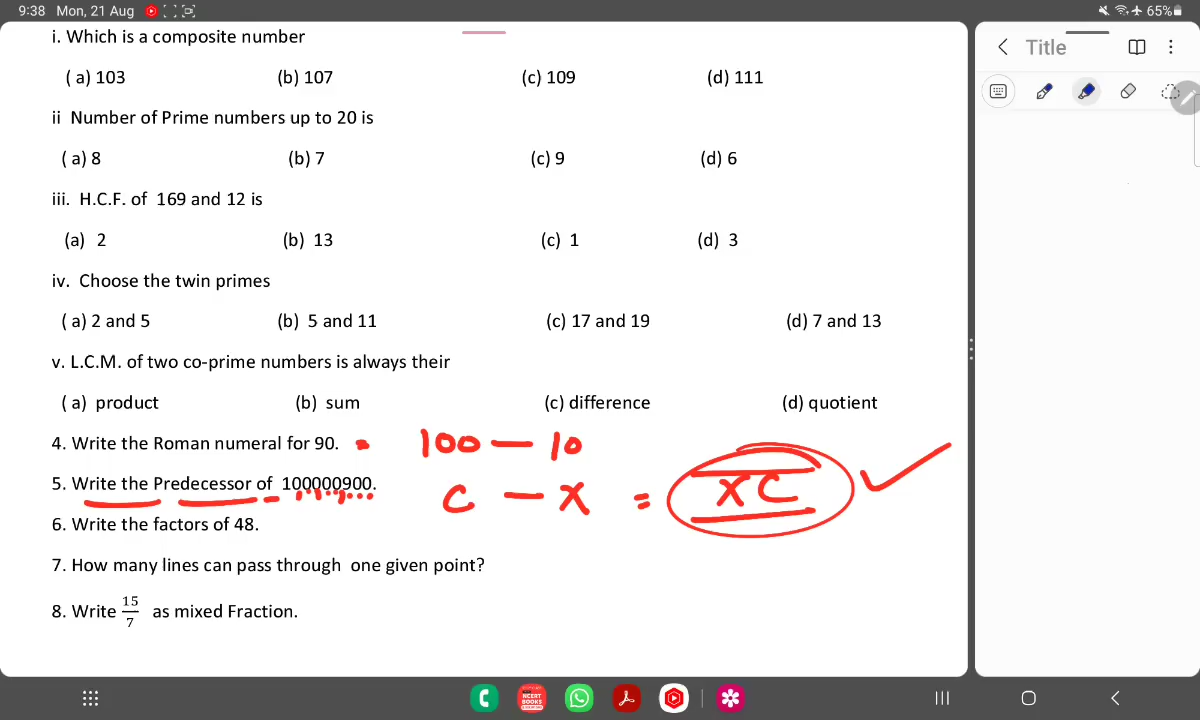 9:38 Mon, 21 Aug 65%
i. Which is a composite number
( a) 103 (b) 107 (c) 109 (d) 111
ii Number of Prime numbers up to 20 is
( a) 8 (b) 7 (c) 9 (d) 6
iii. H.C.F. of 169 and 12 is
(a) 2 (b) 13 (c) 1 (d) 3
iv. Choose the twin primes
( a) 2 and 5 (b) 5 and 11 (c) 17 and 19 (d) 7 and 13
v. L.C.M. of two co-prime numbers is always their
( a) product (b) sum (c) difference (d) quotient
4. Write the Roman numeral for 90. = 100 — 10
5. Write the Predecessor of 100000900. C — X = XC
6. Write the factors of 48.
7. How many lines can pass through one given point?
8. Write 15/7 as mixed Fraction.
Title
NCERT
BOOKS